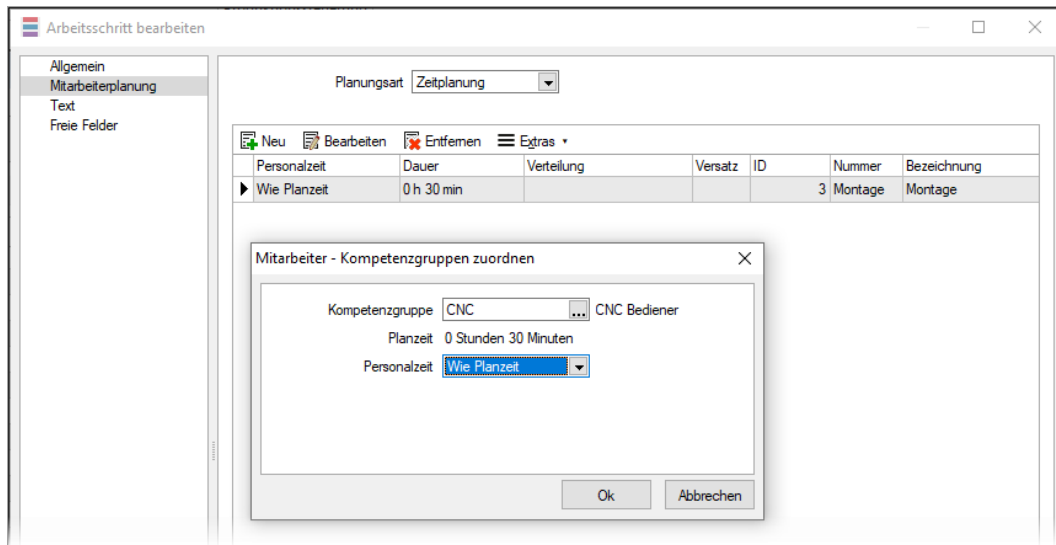 Arbeitsschritt bearbeiten
Allgemein
Mitarbeiterplanung
Text
Freie Felder
Planungsart Zeitplanung
Neu Bearbeiten Entfernen Extras
Personalzeit Dauer Verteilung Versatz ID Nummer Bezeichnung
Wie Planzeit 0 h 30 min 3 Montage Montage
Mitarbeiter - Kompetenzgruppen zuordnen
Kompetenzgruppe CNC ... CNC Bediener
Planzeit 0 Stunden 30 Minuten
Personalzeit Wie Planzeit
Ok Abbrechen